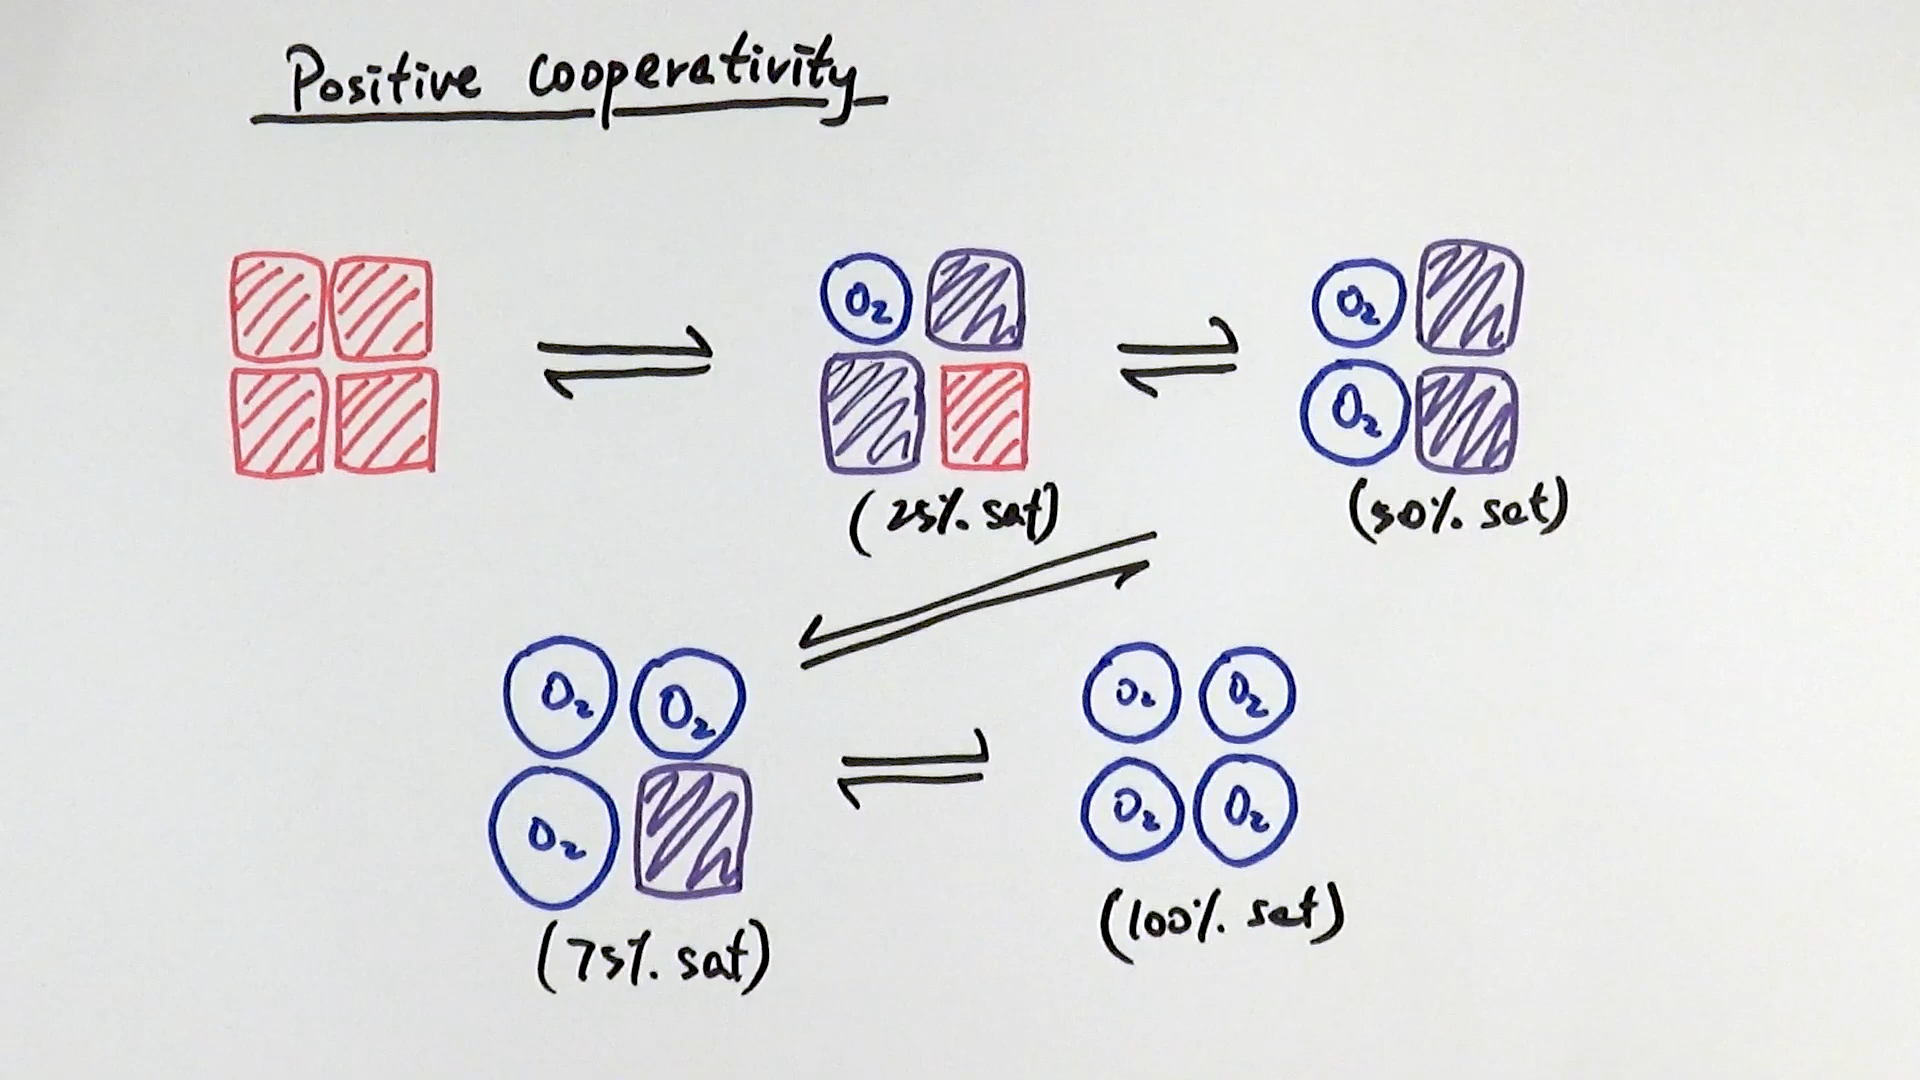 Positive cooperativity
O₂
O₂
O₂
(25% sat)
(50% sat)
O₂ O₂
O₂
(75% sat)
O₂ O₂
O₂ O₂
(100% sat)